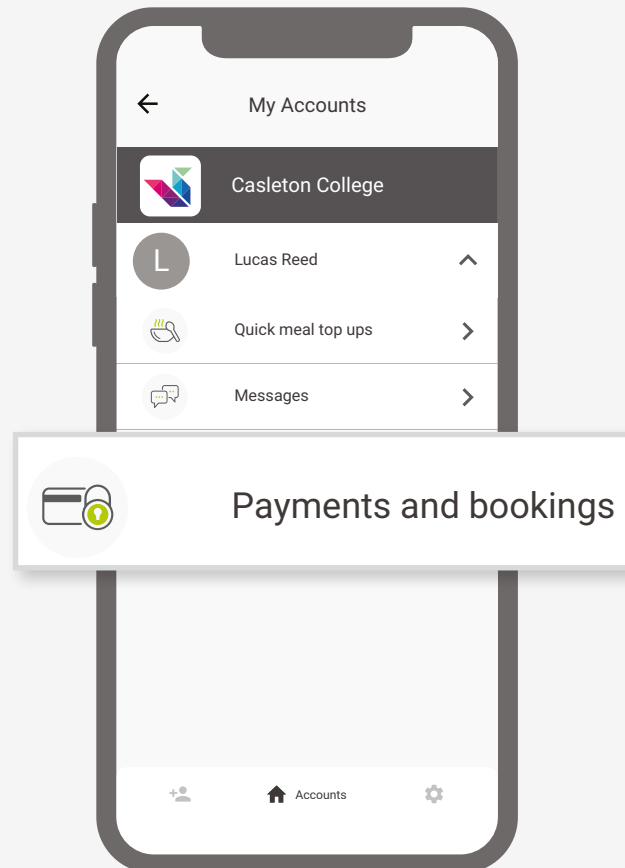 My Accounts
Casleton College
L
Lucas Reed
Quick meal top ups
Messages
Payments and bookings
Accounts